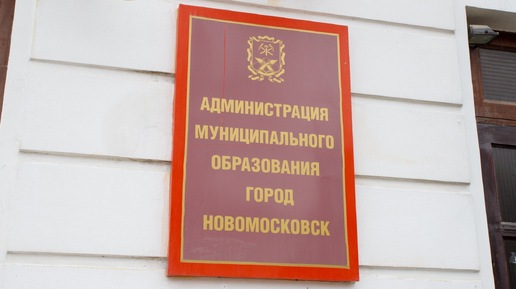 АДМИНИСТРАЦИЯ
МУНИЦИПАЛЬНОГО
ОБРАЗОВАНИЯ
ГОРОД
НОВОМОСКОВСК